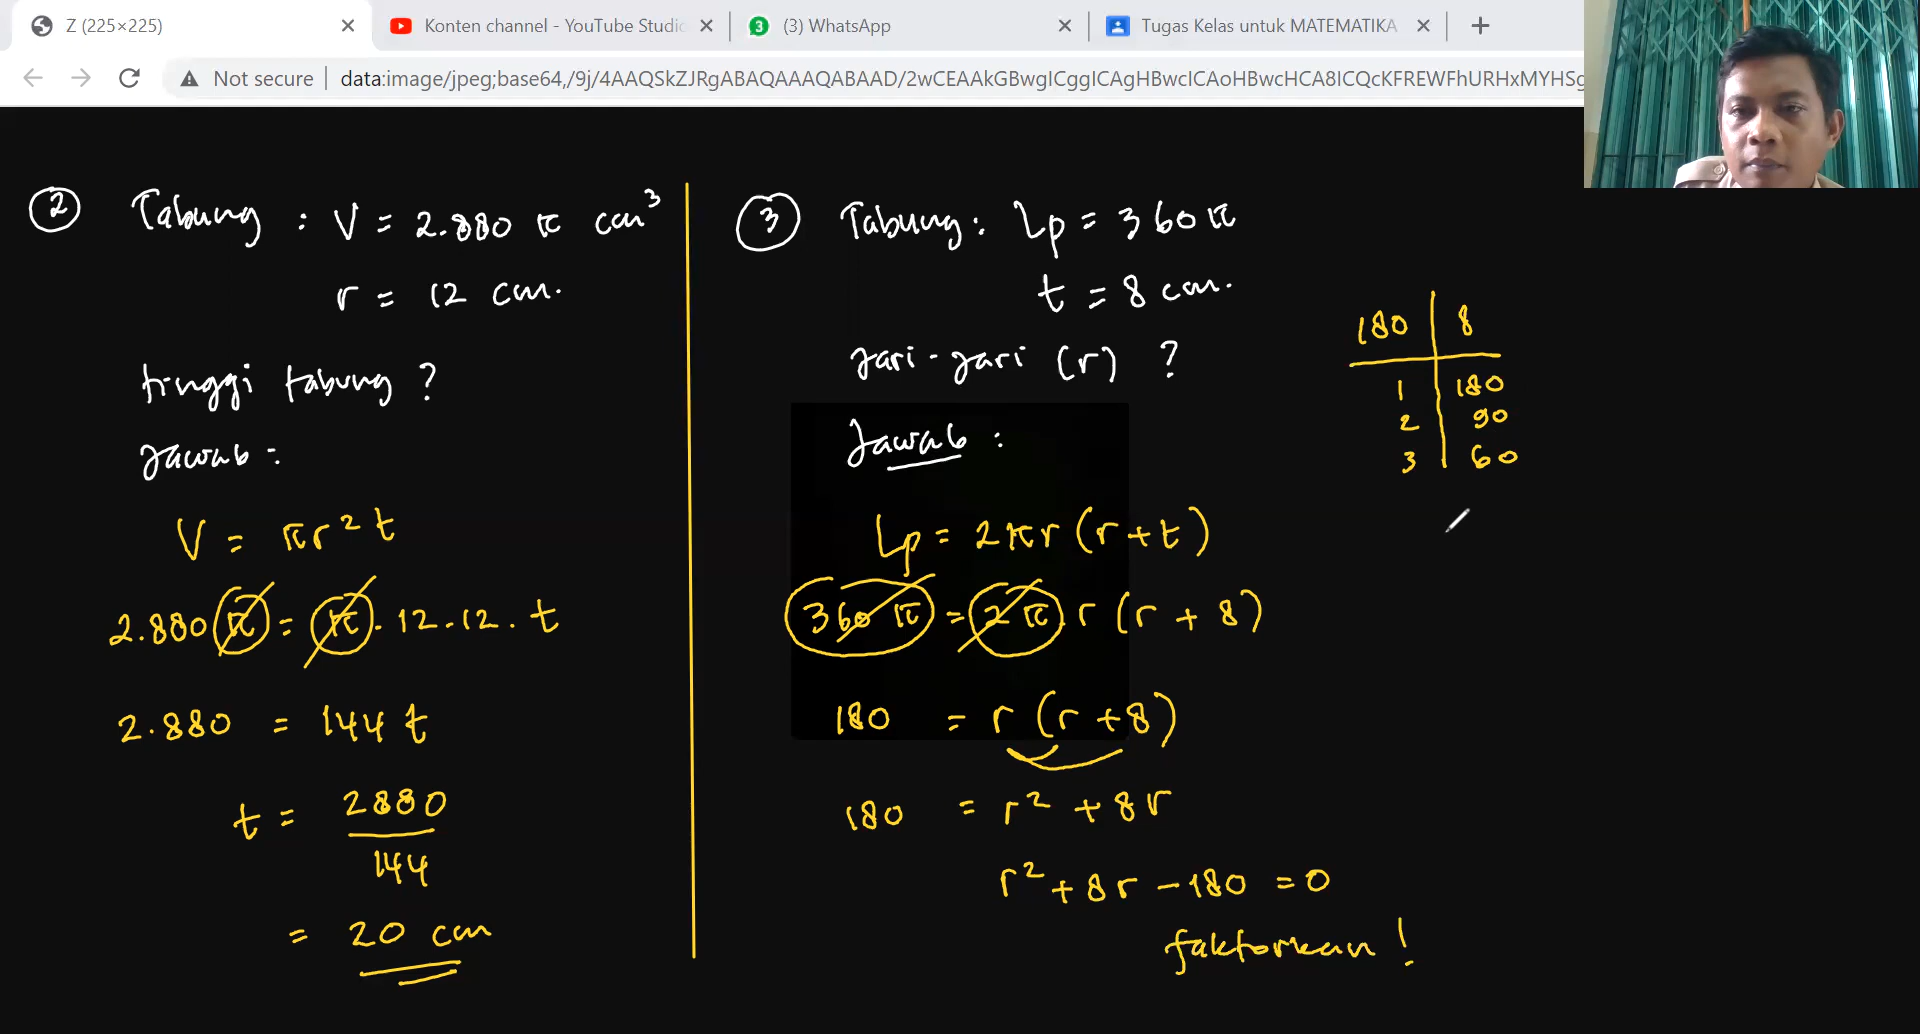 Z (225×225)
Konten channel - YouTube Studio
(3) WhatsApp
Tugas Kelas untuk MATEMATIKA
Not secure
data:image/jpeg;base64,/9j/4AAQSkZJRgABAQAAAQABAAD/2wCEAAkGBwgICggICAgHBwcICAoHBwcHCA8ICQcKFREWFhURHxMYHSg
2 Tabung : V = 2.880 π cm³
r = 12 cm.
tinggi tabung ?
Jawab :
V = πr² t
2.880 π = π . 12 . 12 . t
2.880 = 144 t
t = 2880
144
= 20 cm
3 Tabung : Lp = 360 π
t = 8 cm.
Jari-jari (r) ?
Jawab :
Lp = 2πr (r + t)
360 π = 2 π . r (r + 8)
180 = r (r + 8)
180 = r² + 8r
r² + 8r - 180 = 0
faktorkan !
180 8
1 180
2 90
3 60